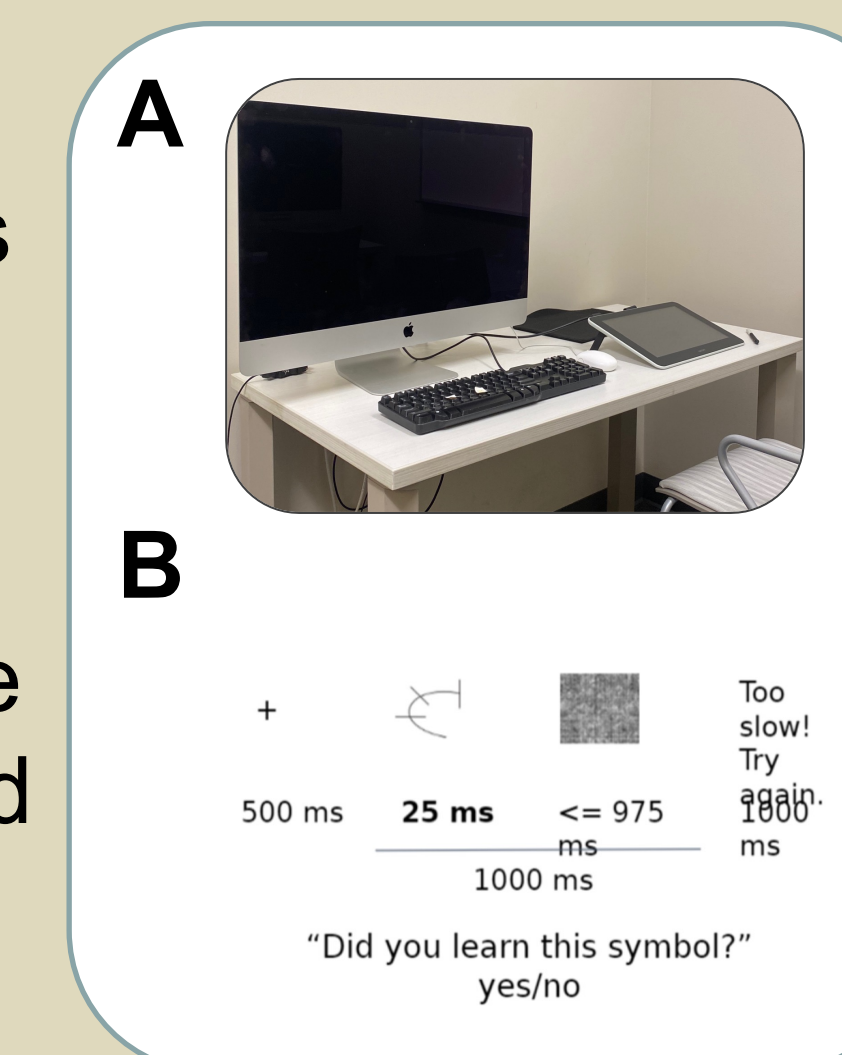 A
s
B
e
d
+
Too
slow!
Try
again.
500 ms
25 ms
<= 975
ms
1000
ms
1000 ms
“Did you learn this symbol?”
yes/no